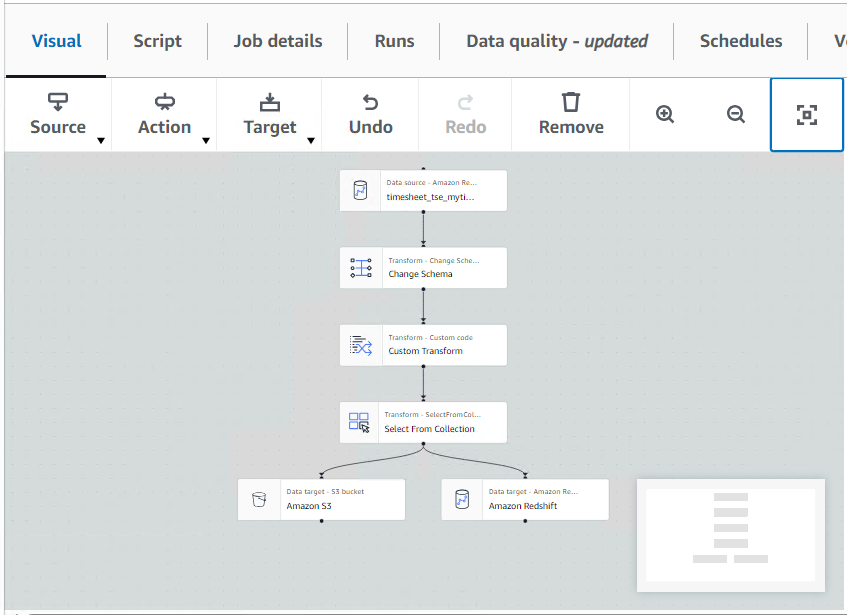 Visual
Script
Job details
Runs
Data quality - updated
Schedules
Source
Action
Target
Undo
Redo
Remove
Data source - Amazon Re...
timesheet_tse_myti...
Transform - Change Sche...
Change Schema
Transform - Custom code
Custom Transform
Transform - SelectFromCol...
Select From Collection
Data target - S3 bucket
Amazon S3
Data target - Amazon Re...
Amazon Redshift